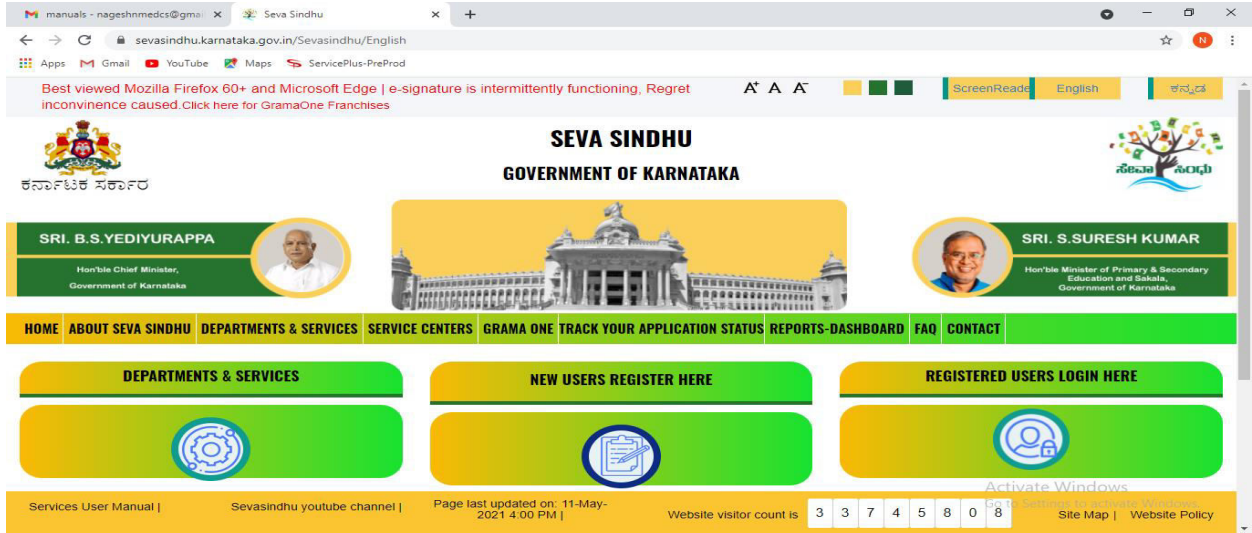 manuals - nageshnmedcs@gmai
Seva Sindhu
sevasindhu.karnataka.gov.in/Sevasindhu/English
N
Apps Gmail YouTube Maps ServicePlus-PreProd
Best viewed Mozilla Firefox 60+ and Microsoft Edge | e-signature is intermittently functioning, Regret
inconvinence caused.Click here for GramaOne Franchises
A+ A A-
ScreenReade English ಕನ್ನಡ
SEVA SINDHU
GOVERNMENT OF KARNATAKA
ಕರ್ನಾಟಕ ಸರ್ಕಾರ
ಸೇವಾ ಸಿಂಧು
SRI. B.S.YEDIYURAPPA
Hon'ble Chief Minister,
Government of Karnataka
SRI. S.SURESH KUMAR
Hon'ble Minister of Primary & Secondary
Education and Sakala,
Government of Karnataka
HOME ABOUT SEVA SINDHU DEPARTMENTS & SERVICES SERVICE CENTERS GRAMA ONE TRACK YOUR APPLICATION STATUS REPORTS-DASHBOARD FAQ CONTACT
DEPARTMENTS & SERVICES
NEW USERS REGISTER HERE
REGISTERED USERS LOGIN HERE
Activate Windows
Go to Settings to activate Windows.
Services User Manual | Sevasindhu youtube channel | Page last updated on: 11-May-
2021 4:00 PM |
Website visitor count is 3 3 7 4 5 8 0 8
Site Map | Website Policy